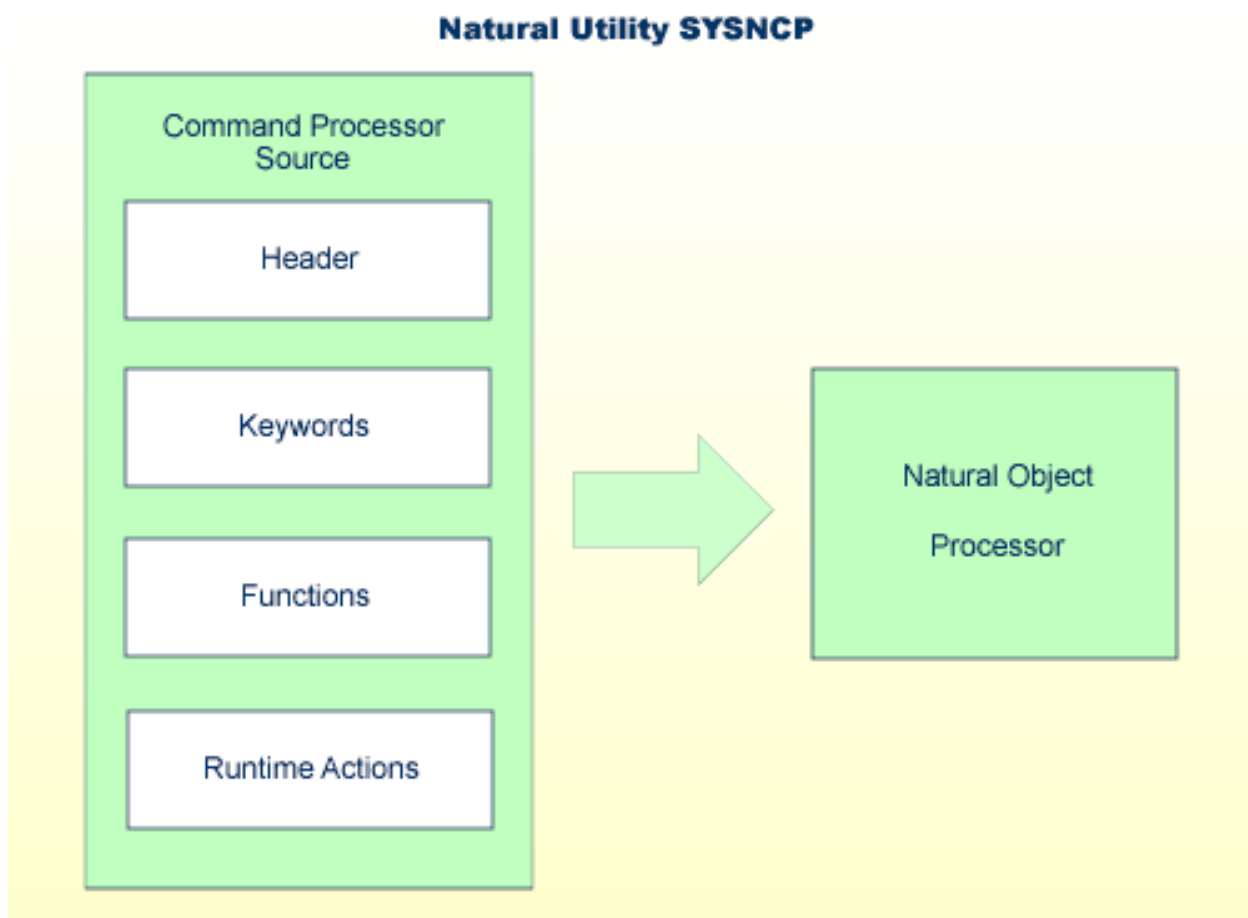 Natural Utility SYSNCP
Command Processor
Source
Header
Keywords
Functions
Runtime Actions
Natural Object
Processor